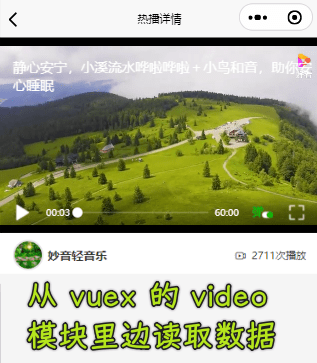 热播详情
静心安宁，小溪流水哗啦哗啦＋小鸟和音，助你安
心睡眠
00:03
60:00
妙音轻音乐
2711次播放
从 vuex 的 video
模块里边读取数据